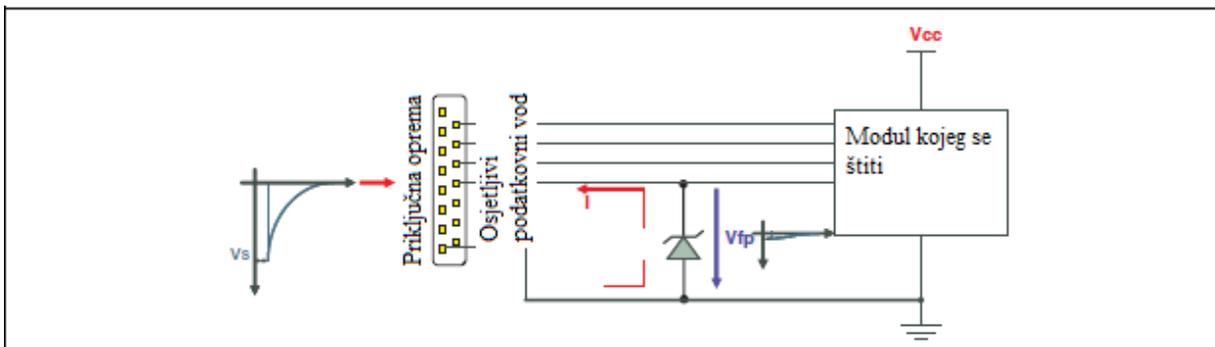 Vcc
Priključna oprema
Osjetljivi
podatkovni vod
Modul kojeg se
štiti
I
Vs
Vfp